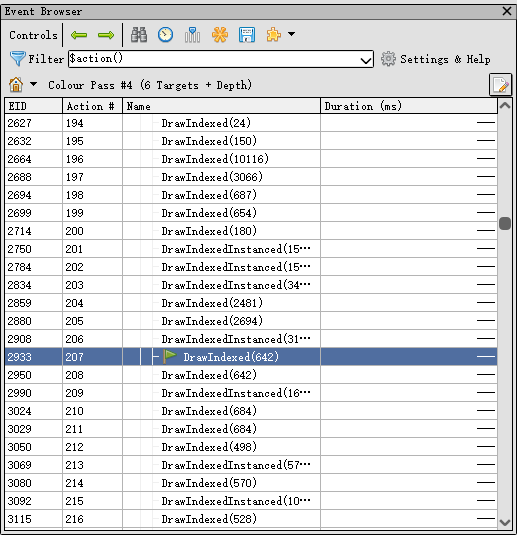 Event Browser
Controls
Filter $action() Settings & Help
Colour Pass #4 (6 Targets + Depth)
EID Action # Name Duration (ms)
2627 194 DrawIndexed(24)
2632 195 DrawIndexed(150)
2664 196 DrawIndexed(10116)
2688 197 DrawIndexed(3066)
2694 198 DrawIndexed(687)
2699 199 DrawIndexed(654)
2714 200 DrawIndexed(180)
2750 201 DrawIndexedInstanced(15···
2784 202 DrawIndexedInstanced(15···
2834 203 DrawIndexedInstanced(34···
2859 204 DrawIndexed(2481)
2880 205 DrawIndexed(2694)
2908 206 DrawIndexedInstanced(31···
2933 207 DrawIndexed(642)
2950 208 DrawIndexed(642)
2990 209 DrawIndexedInstanced(16···
3024 210 DrawIndexed(684)
3029 211 DrawIndexed(684)
3050 212 DrawIndexed(498)
3069 213 DrawIndexedInstanced(57···
3080 214 DrawIndexed(570)
3092 215 DrawIndexedInstanced(10···
3115 216 DrawIndexed(528)